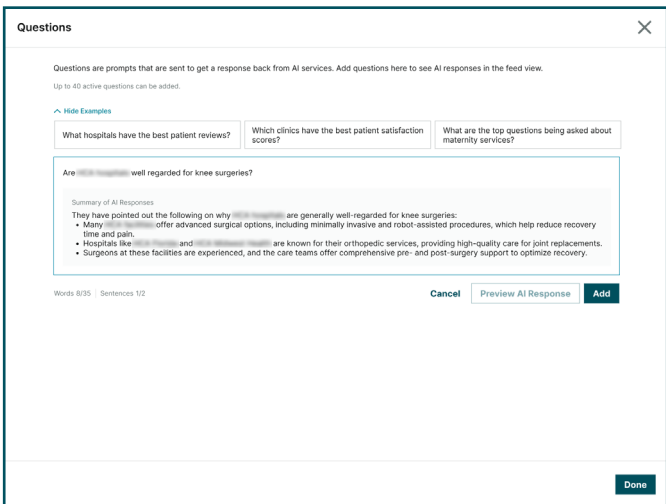 Questions
Questions are prompts that are sent to get a response back from AI services. Add questions here to see AI responses in the feed view.
Up to 40 active questions can be added.
Hide Examples
What hospitals have the best patient reviews?
Which clinics have the best patient satisfaction
scores?
What are the top questions being asked about
maternity services?
Are well regarded for knee surgeries?
Summary of AI Responses
They have pointed out the following on why are generally well-regarded for knee surgeries:
• Many offer advanced surgical options, including minimally invasive and robot-assisted procedures, which help reduce recovery
time and pain.
• Hospitals like and are known for their orthopedic services, providing high-quality care for joint replacements.
• Surgeons at these facilities are experienced, and the care teams offer comprehensive pre- and post-surgery support to optimize recovery.
Words 8/35 | Sentences 1/2
Cancel
Preview AI Response
Add
Done